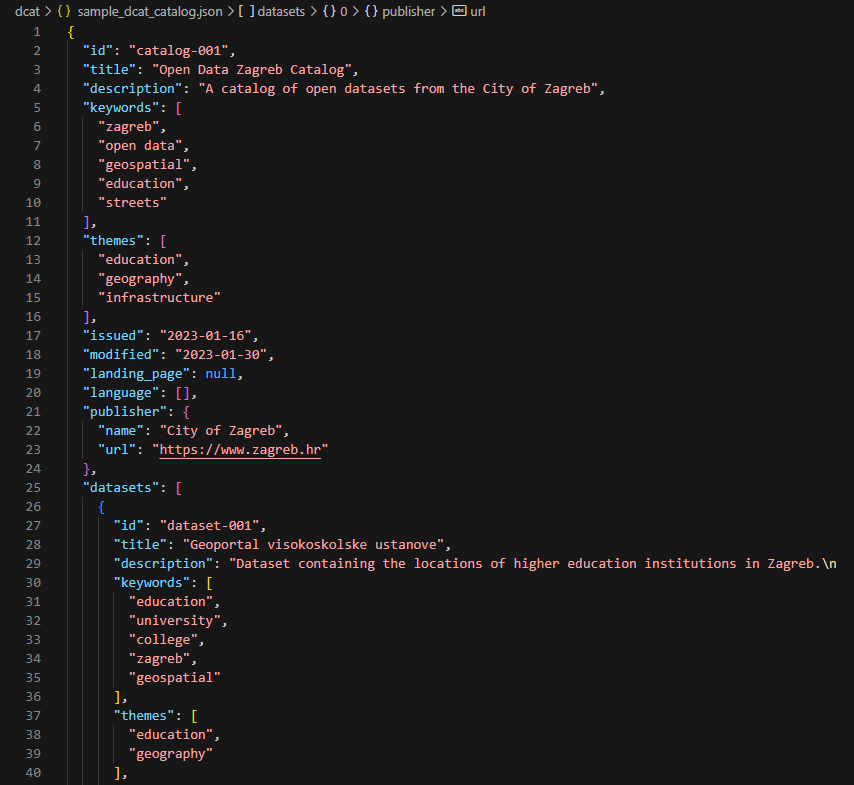 dcat > {} sample_dcat_catalog.json > [ ] datasets > {} 0 > {} publisher > abc url
1 {
2 "id": "catalog-001",
3 "title": "Open Data Zagreb Catalog",
4 "description": "A catalog of open datasets from the City of Zagreb",
5 "keywords": [
6 "zagreb",
7 "open data",
8 "geospatial",
9 "education",
10 "streets"
11 ],
12 "themes": [
13 "education",
14 "geography",
15 "infrastructure"
16 ],
17 "issued": "2023-01-16",
18 "modified": "2023-01-30",
19 "landing_page": null,
20 "language": [],
21 "publisher": {
22 "name": "City of Zagreb",
23 "url": "https://www.zagreb.hr"
24 },
25 "datasets": [
26 {
27 "id": "dataset-001",
28 "title": "Geoportal visokoskolske ustanove",
29 "description": "Dataset containing the locations of higher education institutions in Zagreb.\n
30 "keywords": [
31 "education",
32 "university",
33 "college",
34 "zagreb",
35 "geospatial"
36 ],
37 "themes": [
38 "education",
39 "geography"
40 ],